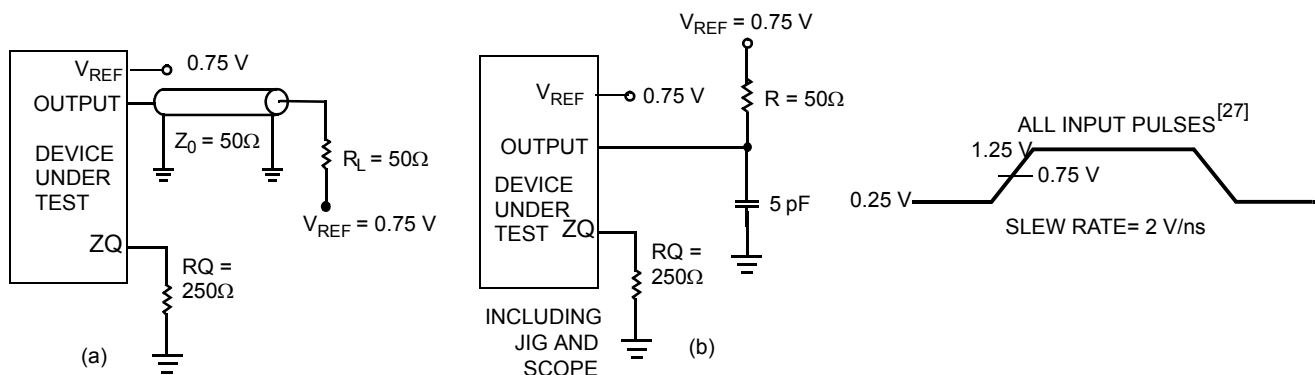 V_REF
0.75 V
OUTPUT
Z_0 = 50Ω
DEVICE
UNDER
TEST
R_L = 50Ω
V_REF = 0.75 V
ZQ
RQ =
250Ω
(a)
V_REF = 0.75 V
V_REF
0.75 V
R = 50Ω
OUTPUT
DEVICE
UNDER
TEST
ZQ
5 pF
RQ =
250Ω
INCLUDING
JIG AND
SCOPE
(b)
ALL INPUT PULSES[27]
1.25 V
0.75 V
0.25 V
SLEW RATE= 2 V/ns